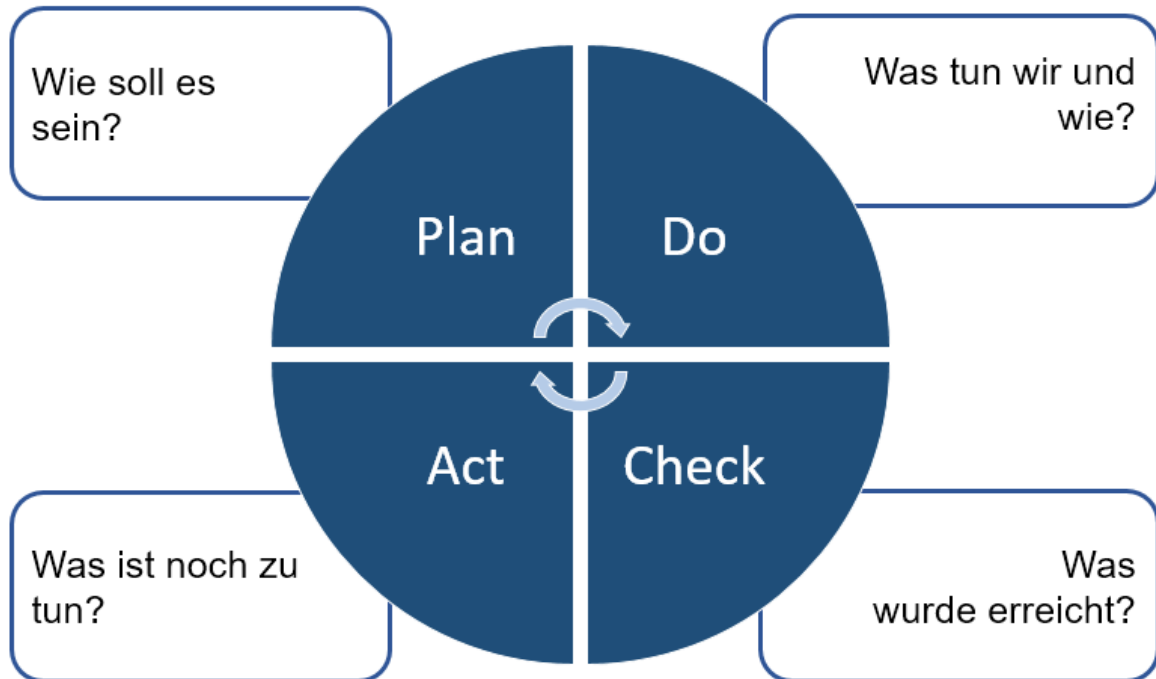 Wie soll es
sein?
Was tun wir und
wie?
Plan
Do
Act
Check
Was ist noch zu
tun?
Was
wurde erreicht?